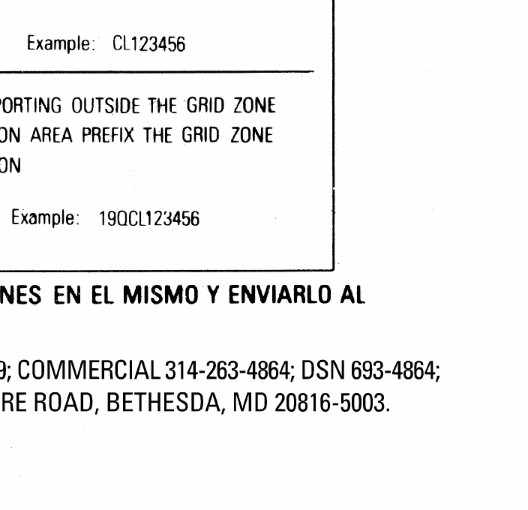 Example: CL123456
PORTING OUTSIDE THE GRID ZONE
ON AREA PREFIX THE GRID ZONE
ON
Example: 19QCL123456
NES EN EL MISMO Y ENVIARLO AL
9; COMMERCIAL 314-263-4864; DSN 693-4864;
RE ROAD, BETHESDA, MD 20816-5003.